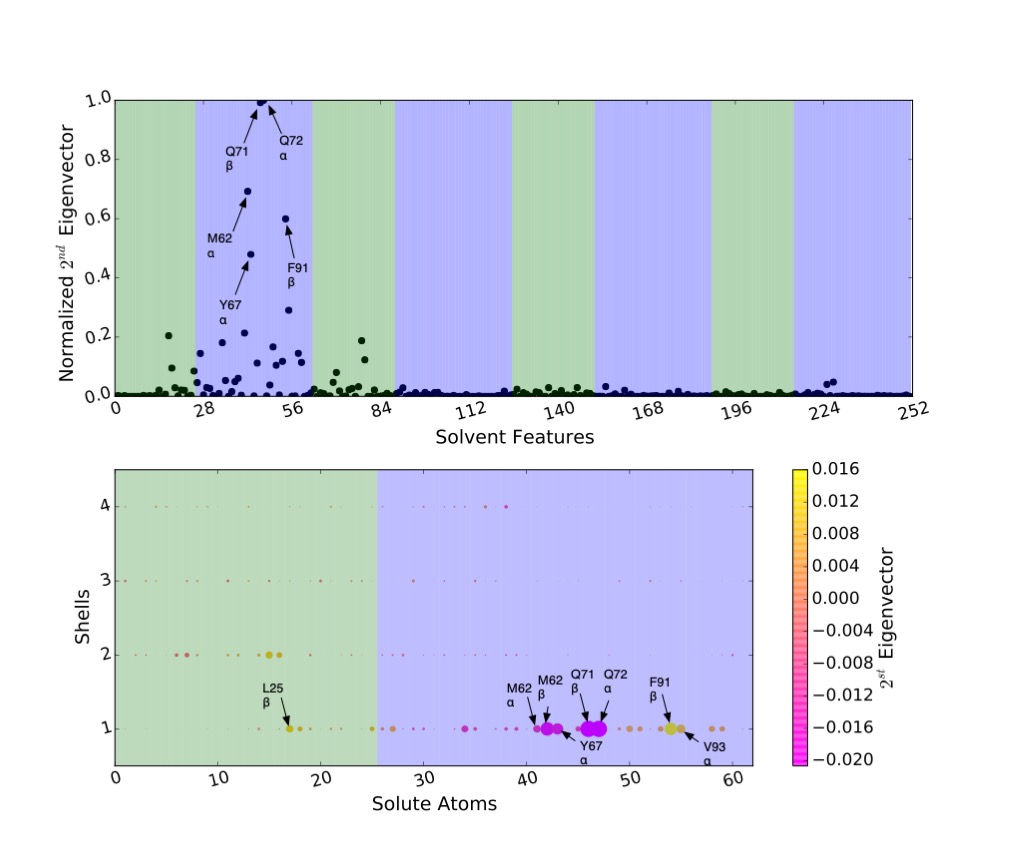 1.0
0.8
0.6
0.4
0.2
0.0
Normalized 2nd Eigenvector
Q71
β
Q72
α
M62
α
F91
β
Y67
α
0 28 56 84 112 140 168 196 224 252
Solvent Features
4
3
2
1
Shells
L25
β
M62
α
M62
β
Q71
β
Q72
α
F91
β
Y67
α
V93
α
0 10 20 30 40 50 60
Solute Atoms
0.016
0.012
0.008
0.004
0.000
−0.004
−0.008
−0.012
−0.016
−0.020
2st Eigenvector